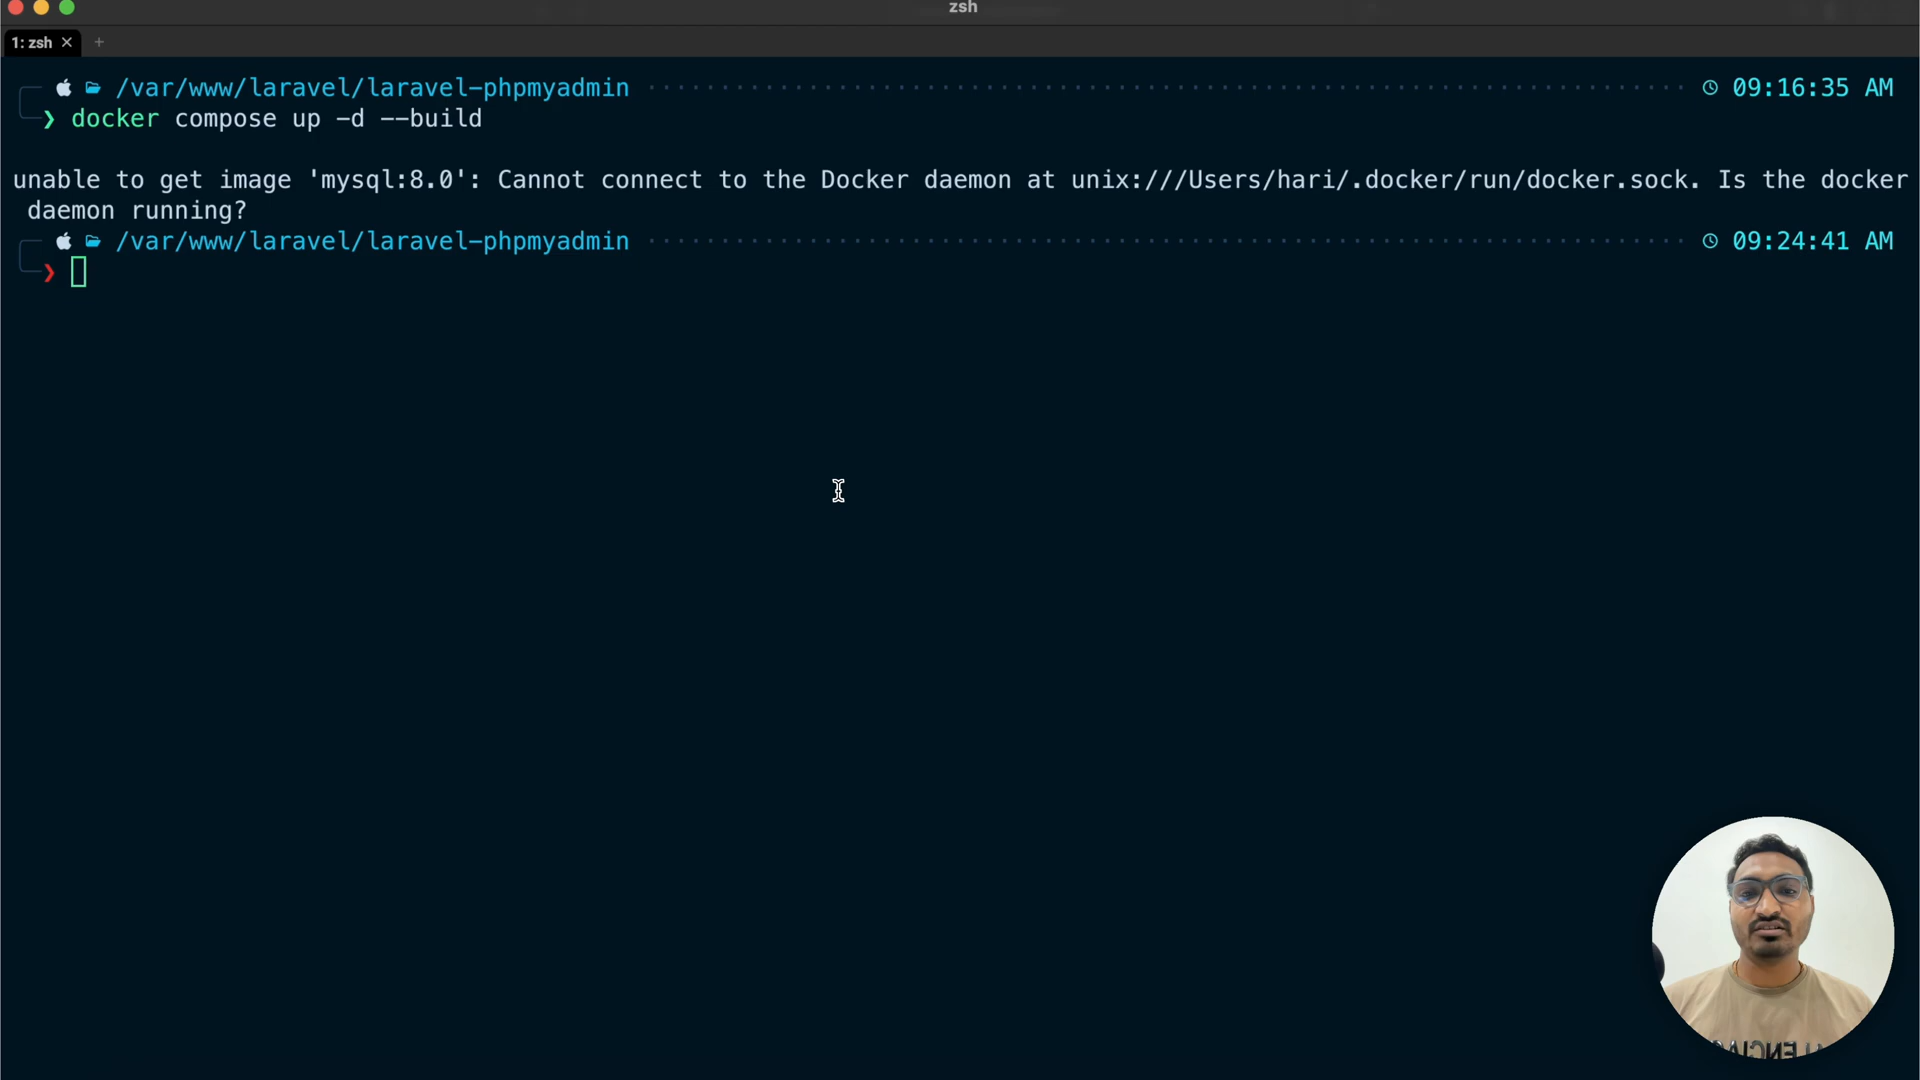 zsh
1: zsh
/var/www/laravel/laravel-phpmyadmin 09:16:35 AM
❯ docker compose up -d --build
unable to get image 'mysql:8.0': Cannot connect to the Docker daemon at unix:///Users/hari/.docker/run/docker.sock. Is the docker
daemon running?
/var/www/laravel/laravel-phpmyadmin 09:24:41 AM
❯